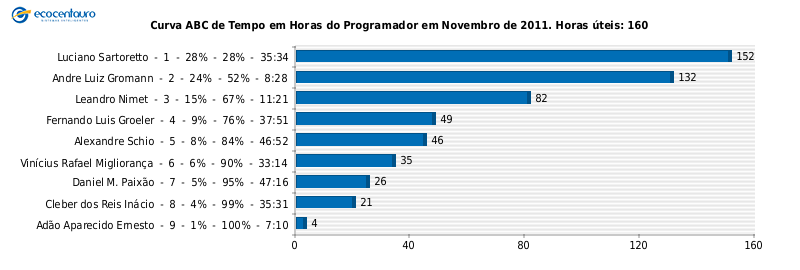 ecocentauro
Curva ABC de Tempo em Horas do Programador em Novembro de 2011. Horas úteis: 160
Luciano Sartoretto - 1 - 28% - 28% - 35:34 152
Andre Luiz Gromann - 2 - 24% - 52% - 8:28 132
Leandro Nimet - 3 - 15% - 67% - 11:21 82
Fernando Luis Groeler - 4 - 9% - 76% - 37:51 49
Alexandre Schio - 5 - 8% - 84% - 46:52 46
Vinícius Rafael Migliorança - 6 - 6% - 90% - 33:14 35
Daniel M. Paixão - 7 - 5% - 95% - 47:16 26
Cleber dos Reis Inácio - 8 - 4% - 99% - 35:31 21
Adão Aparecido Ernesto - 9 - 1% - 100% - 7:10 4
0 40 80 120 160